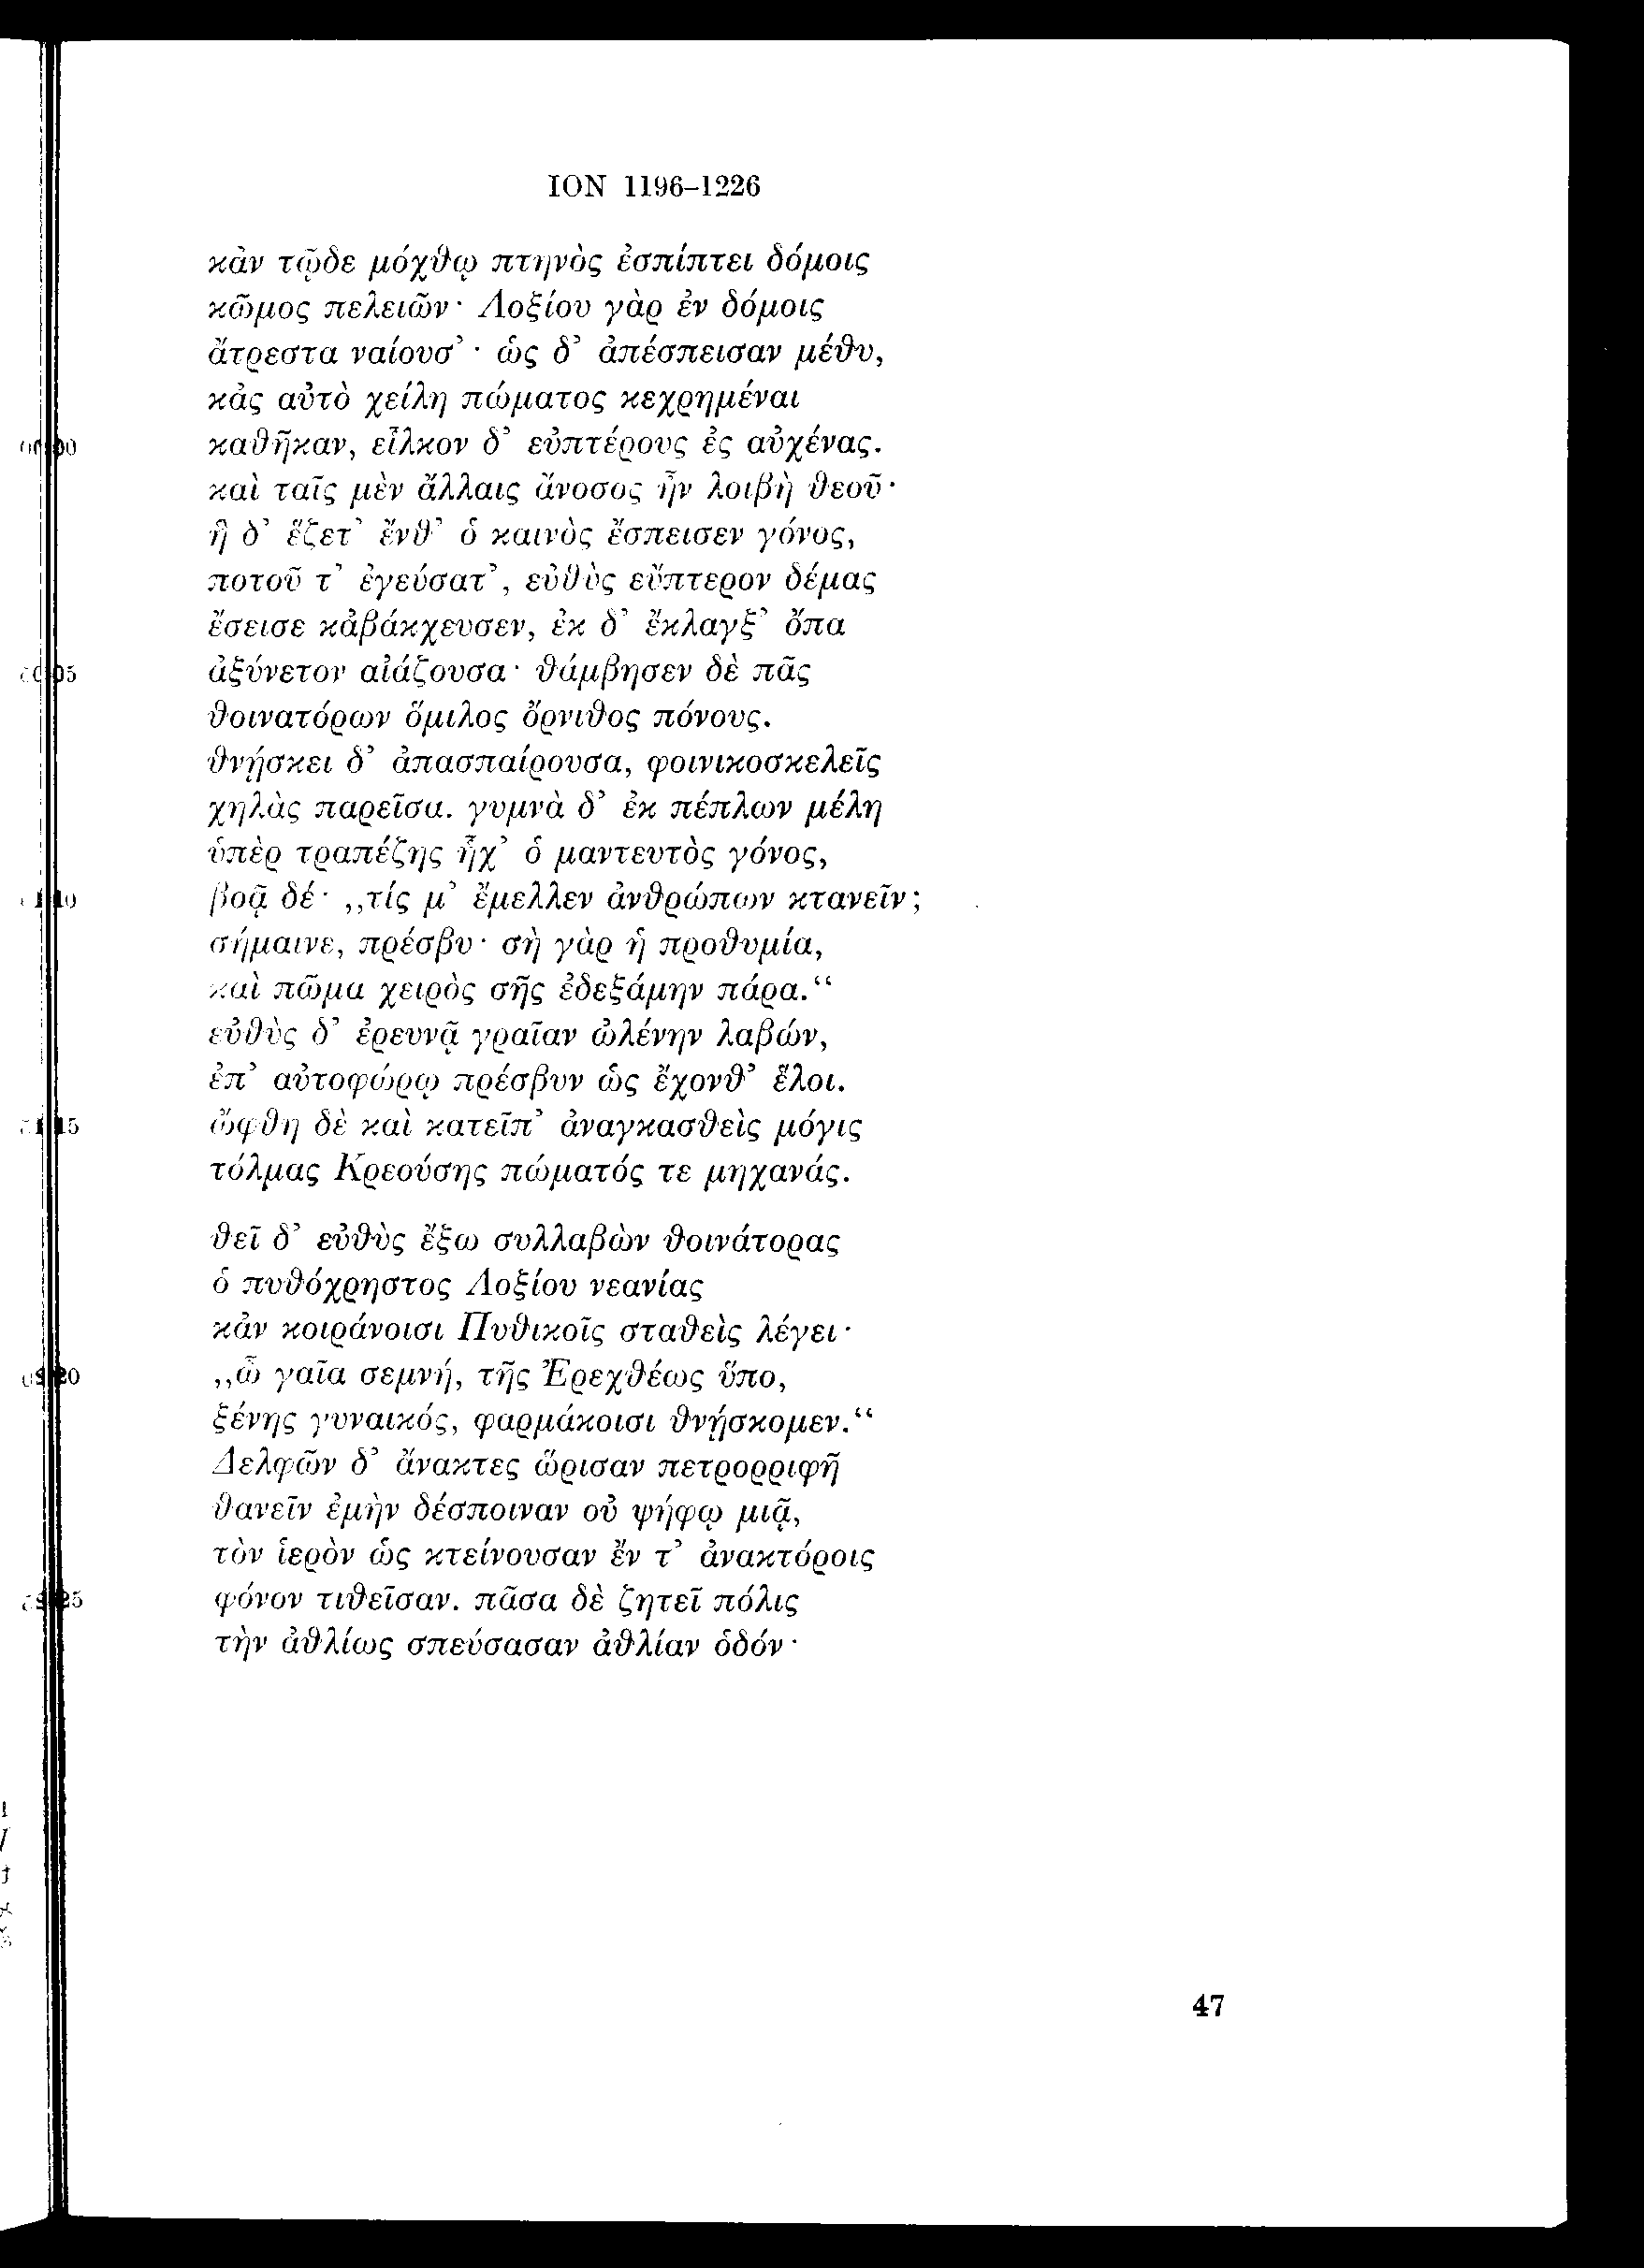 ION 1196–1226
κἀν τῷδε μόχθῳ πτηνὸς ἐσπίπτει δόμοις
κῶμος πελειῶν· Λοξίου γὰρ ἐν δόμοις
ἄτρεστα ναίουσ’· ὡς δ’ ἀπέσπεισαν μέθυ,
κἀς αὐτὸ χείλη πώματος κεχρημέναι
καθῆκαν, εἷλκον δ’ εὐπτέρους ἐς αὐχένας.
καὶ ταῖς μὲν ἄλλαις ἄνοσος ἦν λοιβὴ θεοῦ·
ἣ δ’ ἕζετ’ ἔνθ’ ὁ καινὸς ἔσπεισεν γόνος,
ποτοῦ τ’ ἐγεύσατ’, εὐθὺς εὔπτερον δέμας
ἔσεισε κἀβάκχευσεν, ἐκ δ’ ἔκλαγξ’ ὄπα
ἀξύνετον αἰάζουσα· θάμβησεν δὲ πᾶς
θοινατόρων ὅμιλος ὄρνιθος πόνους.
θνῄσκει δ’ ἀπασπαίρουσα, φοινικοσκελεῖς
χηλὰς παρεῖσα. γυμνὰ δ’ ἐκ πέπλων μέλη
ὑπὲρ τραπέζης ἧχ’ ὁ μαντευτὸς γόνος,
βοᾷ δέ· „τίς μ’ ἔμελλεν ἀνθρώπων κτανεῖν;
σήμαινε, πρέσβυ· σὴ γὰρ ἡ προθυμία,
καὶ πῶμα χειρὸς σῆς ἐδεξάμην πάρα.“
εὐθὺς δ’ ἐρευνᾷ γραῖαν ὠλένην λαβών,
ἐπ’ αὐτοφώρῳ πρέσβυν ὡς ἔχονθ’ ἕλοι.
ὤφθη δὲ καὶ κατεῖπ’ ἀναγκασθεὶς μόγις
τόλμας Κρεούσης πώματός τε μηχανάς.
θεῖ δ’ εὐθὺς ἔξω συλλαβὼν θοινάτορας
ὁ πυθόχρηστος Λοξίου νεανίας
κἀν κοιράνοισι Πυθικοῖς σταθεὶς λέγει·
„ὦ γαῖα σεμνή, τῆς Ἐρεχθέως ὕπο,
ξένης γυναικός, φαρμάκοισι θνῄσκομεν.“
Δελφῶν δ’ ἄνακτες ὥρισαν πετρορριφῆ
θανεῖν ἐμὴν δέσποιναν οὐ ψήφῳ μιᾷ,
τὸν ἱερὸν ὡς κτείνουσαν ἔν τ’ ἀνακτόροις
φόνον τιθεῖσαν. πᾶσα δὲ ζητεῖ πόλις
τὴν ἀθλίως σπεύσασαν ἀθλίαν ὁδόν·
47